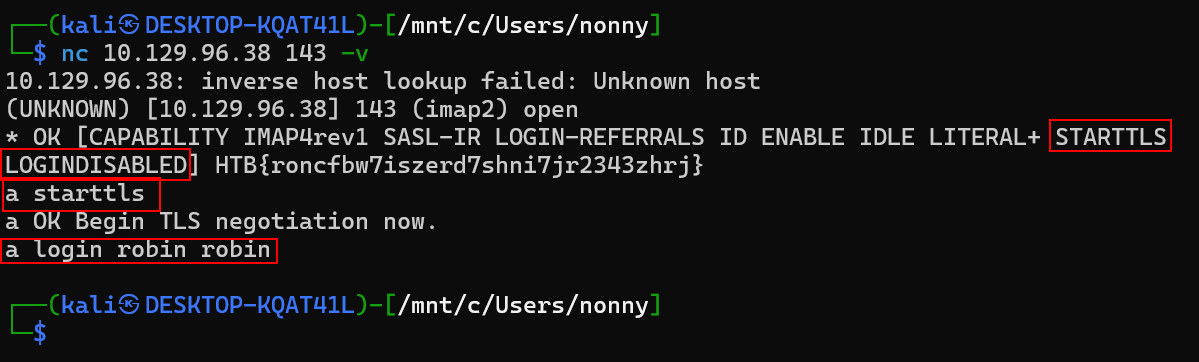 ┌──(kali㉿DESKTOP-KQAT41L)-[/mnt/c/Users/nonny]
└─$ nc 10.129.96.38 143 -v
10.129.96.38: inverse host lookup failed: Unknown host
(UNKNOWN) [10.129.96.38] 143 (imap2) open
* OK [CAPABILITY IMAP4rev1 SASL-IR LOGIN-REFERRALS ID ENABLE IDLE LITERAL+ STARTTLS
LOGINDISABLED] HTB{roncfbw7iszerd7shni7jr2343zhrj}
a starttls
a OK Begin TLS negotiation now.
a login robin robin
┌──(kali㉿DESKTOP-KQAT41L)-[/mnt/c/Users/nonny]
└─$